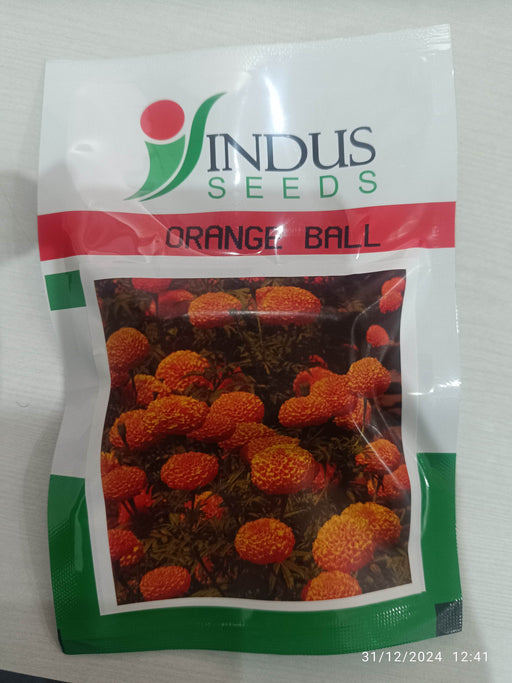 INDUS
SEEDS
ORANGE BALL
31/12/2024 12:41